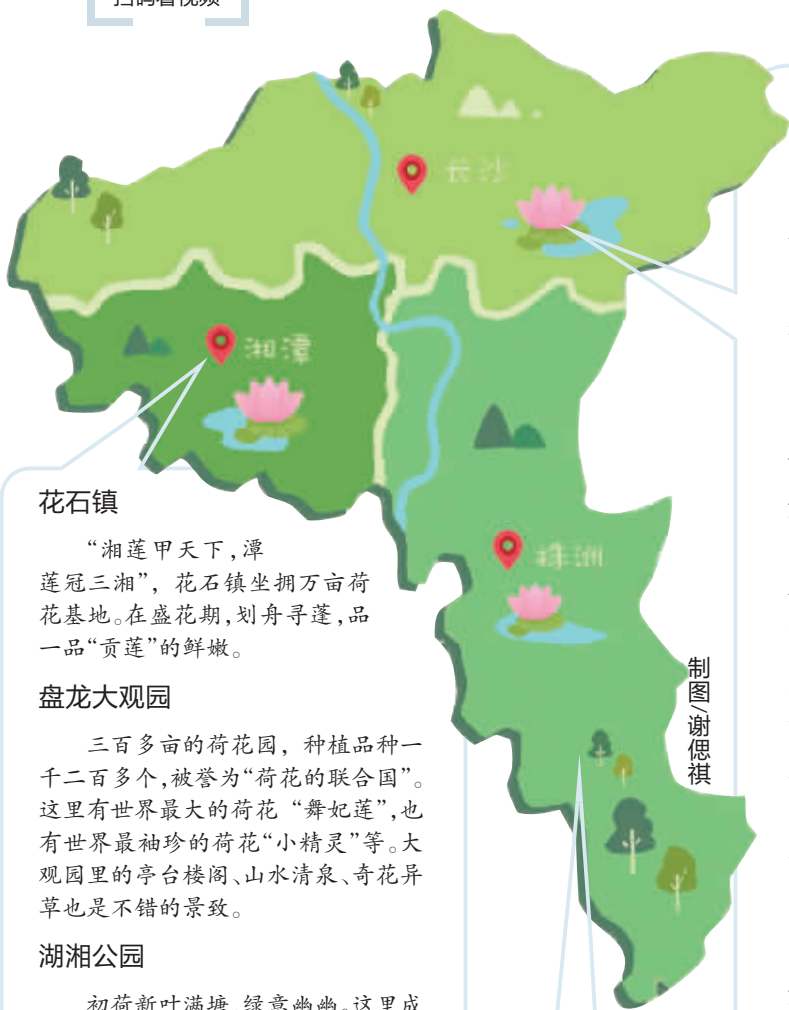 扫码看视频
长沙
湘潭
株洲
花石镇
“湘莲甲天下，潭
莲冠三湘”，花石镇坐拥万亩荷
花基地。在盛花期，划舟寻蓬，品
一品“贡莲”的鲜嫩。
盘龙大观园
三百多亩的荷花园，种植品种一
千二百多个，被誉为“荷花的联合国”。
这里有世界最大的荷花“舞妃莲”，也
有世界最袖珍的荷花“小精灵”等。大
观园里的亭台楼阁、山水清泉、奇花异
草也是不错的景致。
湖湘公园
初荷新叶满塘，绿意幽幽。这里成
制图/谢偲祺